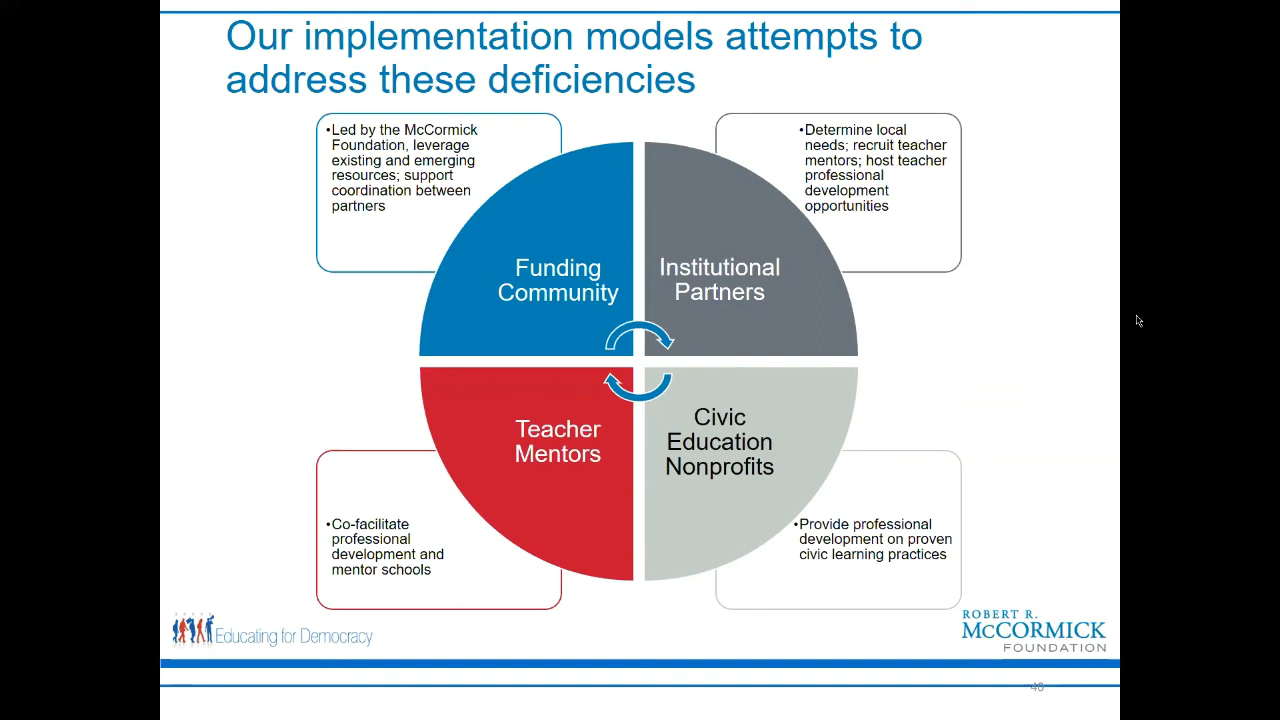 Our implementation models attempts to
address these deficiencies
•Led by the McCormick
Foundation, leverage
existing and emerging
resources; support
coordination between
partners
•Determine local
needs; recruit teacher
mentors; host teacher
professional
development
opportunities
Funding
Community
Institutional
Partners
Teacher
Mentors
Civic
Education
Nonprofits
•Co-facilitate
professional
development and
mentor schools
•Provide professional
development on proven
civic learning practices
Educating for Democracy
ROBERT R.
McCORMICK
FOUNDATION